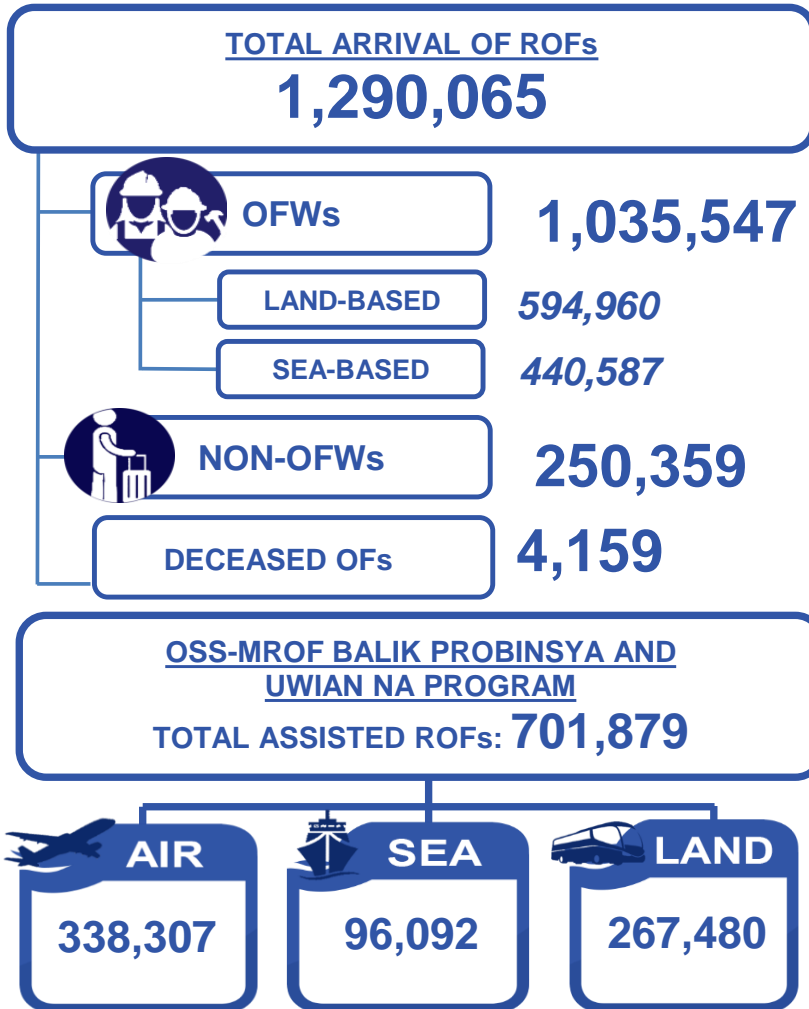 TOTAL ARRIVAL OF ROFs
1,290,065
OFWs
1,035,547
LAND-BASED
594,960
SEA-BASED
440,587
NON-OFWs
250,359
DECEASED OFs
4,159
OSS-MROF BALIK PROBINSYA AND
UWIAN NA PROGRAM
TOTAL ASSISTED ROFs: 701,879
AIR
338,307
SEA
96,092
LAND
267,480